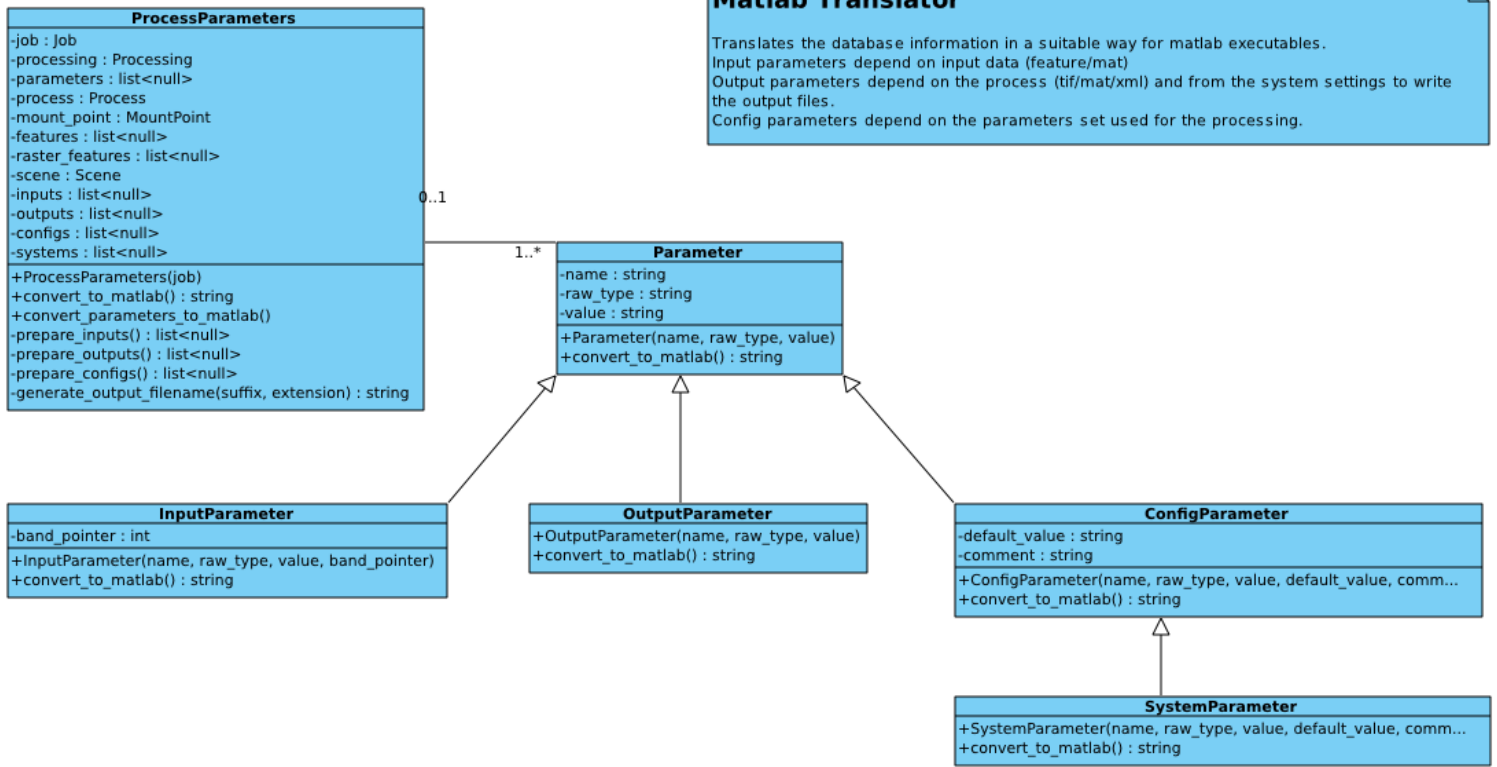 ProcessParameters
-job : Job
-processing : Processing
-parameters : list<null>
-process : Process
-mount_point : MountPoint
-features : list<null>
-raster_features : list<null>
-scene : Scene
-inputs : list<null>
-outputs : list<null>
-configs : list<null>
-systems : list<null>
+ProcessParameters(job)
+convert_to_matlab() : string
+convert_parameters_to_matlab()
-prepare_inputs() : list<null>
-prepare_outputs() : list<null>
-prepare_configs() : list<null>
-generate_output_filename(suffix, extension) : string
Matlab Translator
Translates the database information in a suitable way for matlab executables.
Input parameters depend on input data (feature/mat)
Output parameters depend on the process (tif/mat/xml) and from the system settings to write
the output files.
Config parameters depend on the parameters set used for the processing.
0..1
1..*
Parameter
-name : string
-raw_type : string
-value : string
+Parameter(name, raw_type, value)
+convert_to_matlab() : string
InputParameter
-band_pointer : int
+InputParameter(name, raw_type, value, band_pointer)
+convert_to_matlab() : string
OutputParameter
+OutputParameter(name, raw_type, value)
+convert_to_matlab() : string
ConfigParameter
-default_value : string
-comment : string
+ConfigParameter(name, raw_type, value, default_value, comm...
+convert_to_matlab() : string
SystemParameter
+SystemParameter(name, raw_type, value, default_value, comm...
+convert_to_matlab() : string